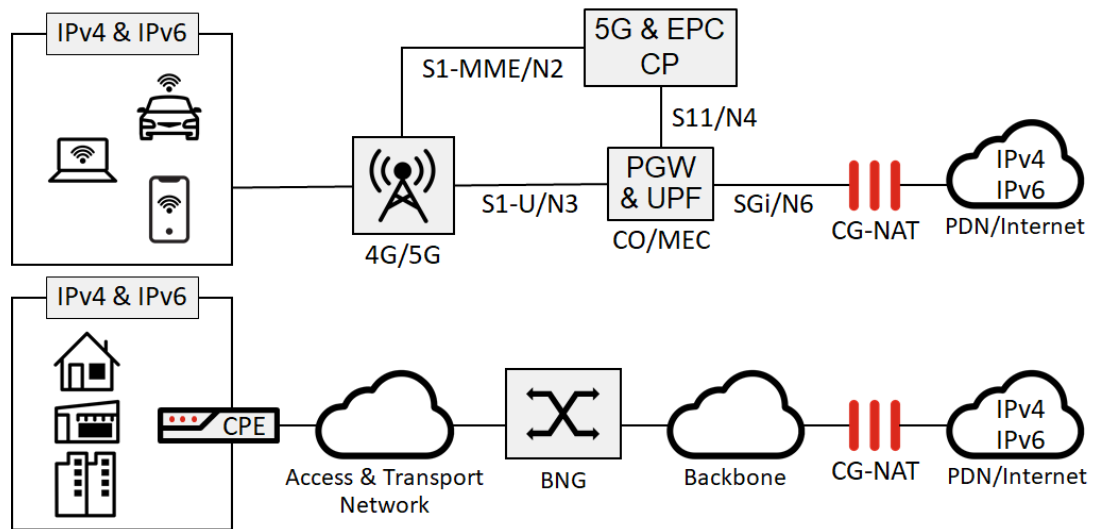 IPv4 & IPv6
5G & EPC
CP
S1-MME/N2
S11/N4
PGW
& UPF
S1-U/N3
SGi/N6
CO/MEC
4G/5G
CG-NAT
IPv4
IPv6
PDN/Internet
IPv4 & IPv6
CPE
Access & Transport
Network
BNG
Backbone
CG-NAT
IPv4
IPv6
PDN/Internet